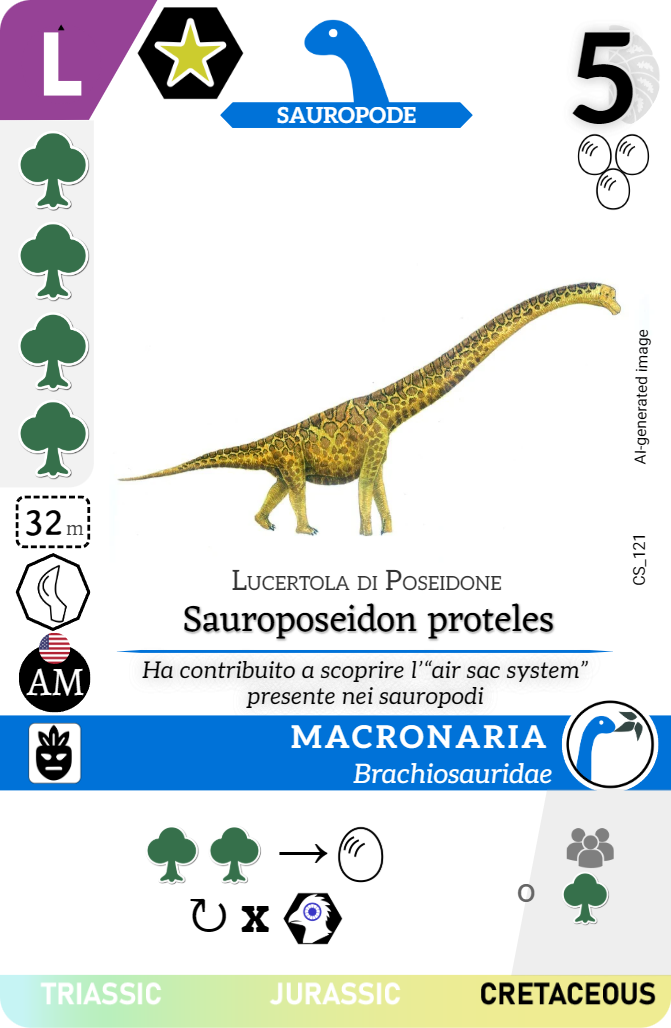 L
SAUROPODE
5
AI-generated image
CS_121
32 m
AM
Lucertola di Poseidone
Sauroposeidon proteles
Ha contribuito a scoprire l'“air sac system”
presente nei sauropodi
MACRONARIA
Brachiosauridae
x
o
TRIASSIC JURASSIC CRETACEOUS